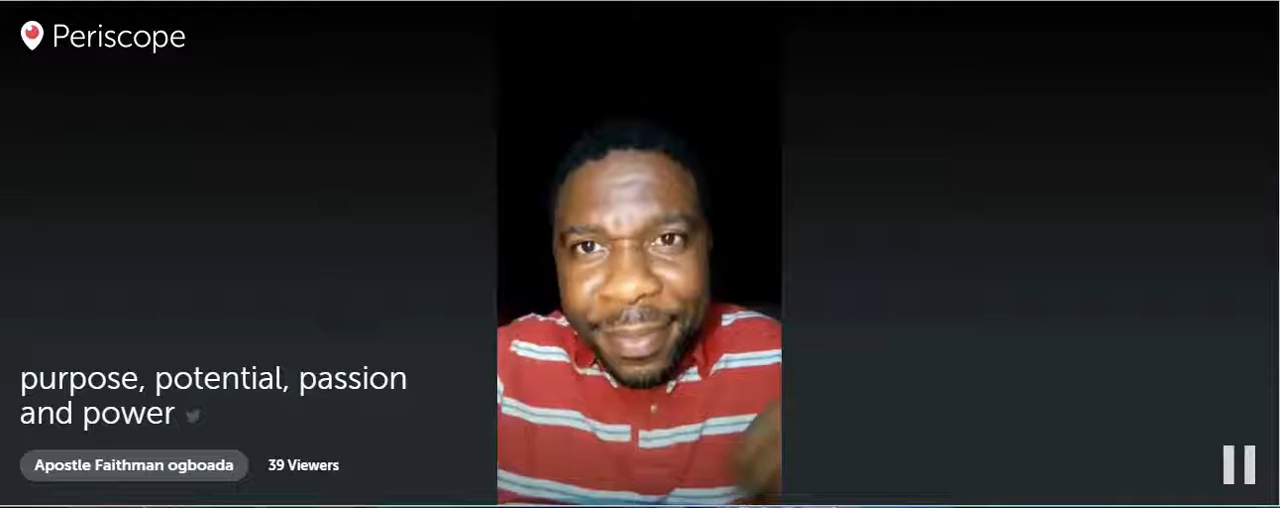 Periscope
purpose, potential, passion
and power
Apostle Faithman ogboada
39 Viewers